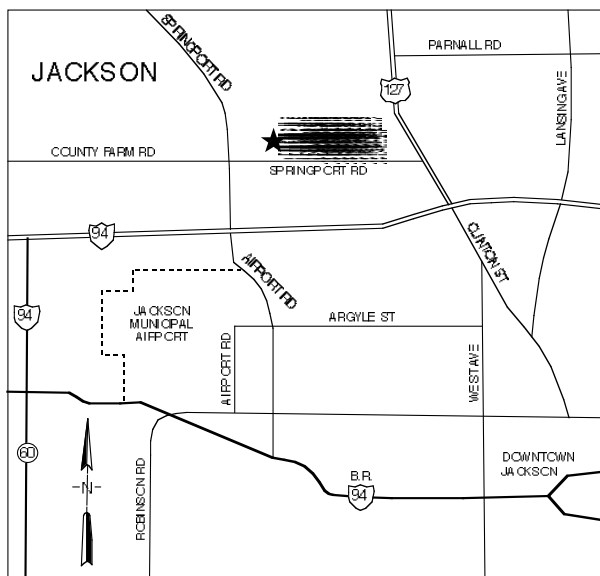 SPRINGPORT RD
PARNALL RD
JACKSON
127
LANSING AVE
COUNTY FARM RD
SPRINGPORT RD
94
CLINTON ST
AIRPORT RD
94
JACKSON
MUNICIPAL
AIRPORT
ARGYLE ST
AIRPORT RD
WEST AVE
60
DOWNTOWN
JACKSON
B.R.
94
-N-
ROBINSON RD